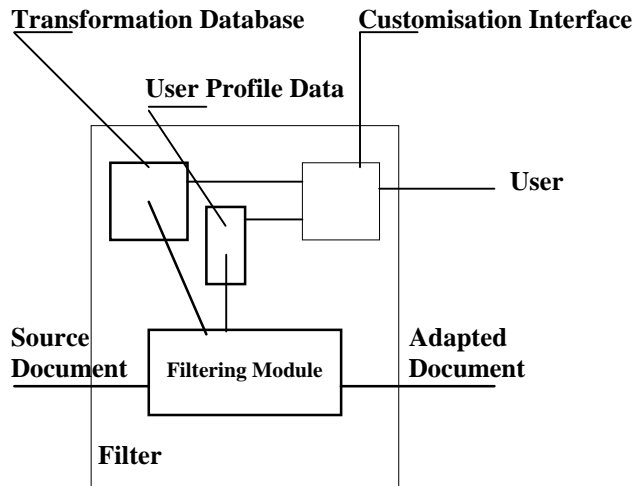 Transformation Database
Customisation Interface
User Profile Data
User
Source
Document
Filtering Module
Adapted
Document
Filter